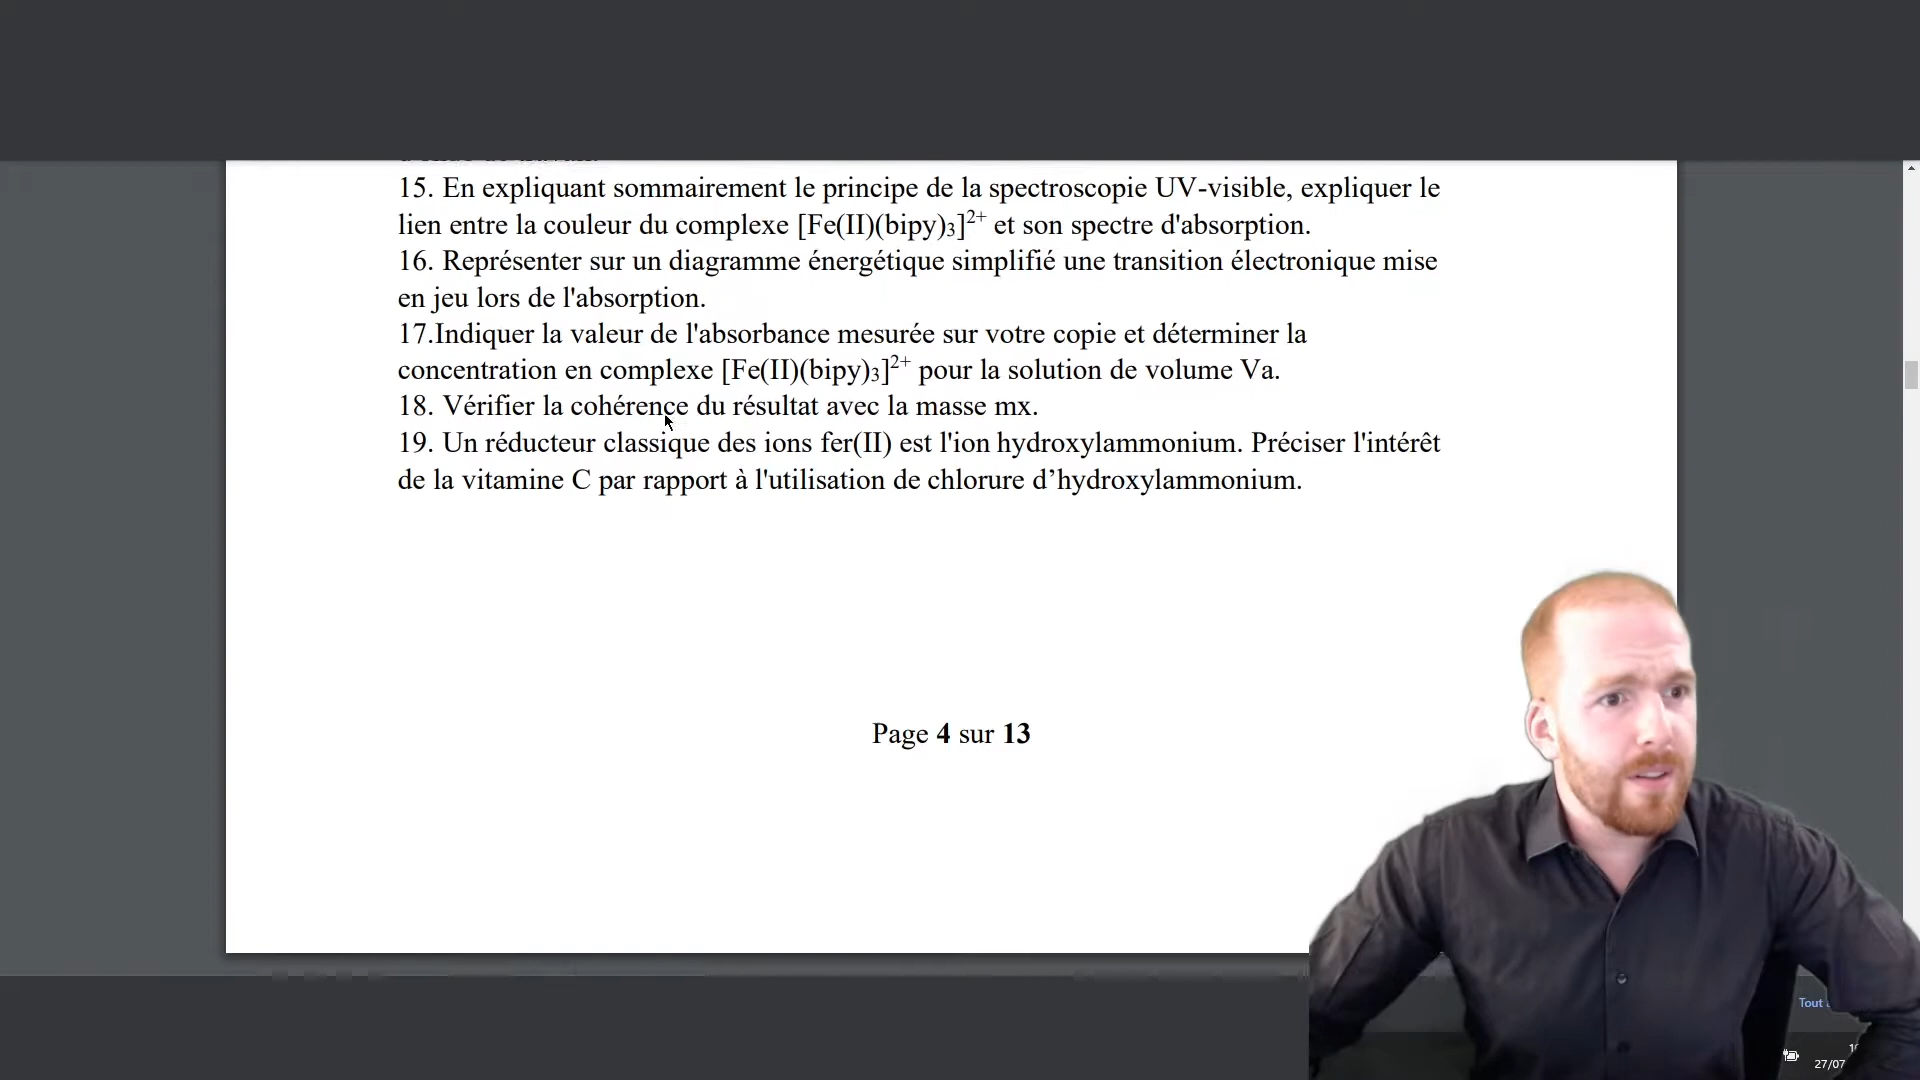 15. En expliquant sommairement le principe de la spectroscopie UV-visible, expliquer le
lien entre la couleur du complexe [Fe(II)(bipy)₃]²⁺ et son spectre d'absorption.
16. Représenter sur un diagramme énergétique simplifié une transition électronique mise
en jeu lors de l'absorption.
17.Indiquer la valeur de l'absorbance mesurée sur votre copie et déterminer la
concentration en complexe [Fe(II)(bipy)₃]²⁺ pour la solution de volume Va.
18. Vérifier la cohérence du résultat avec la masse mx.
19. Un réducteur classique des ions fer(II) est l'ion hydroxylammonium. Préciser l'intérêt
de la vitamine C par rapport à l'utilisation de chlorure d’hydroxylammonium.
Page 4 sur 13
Tout
27/07